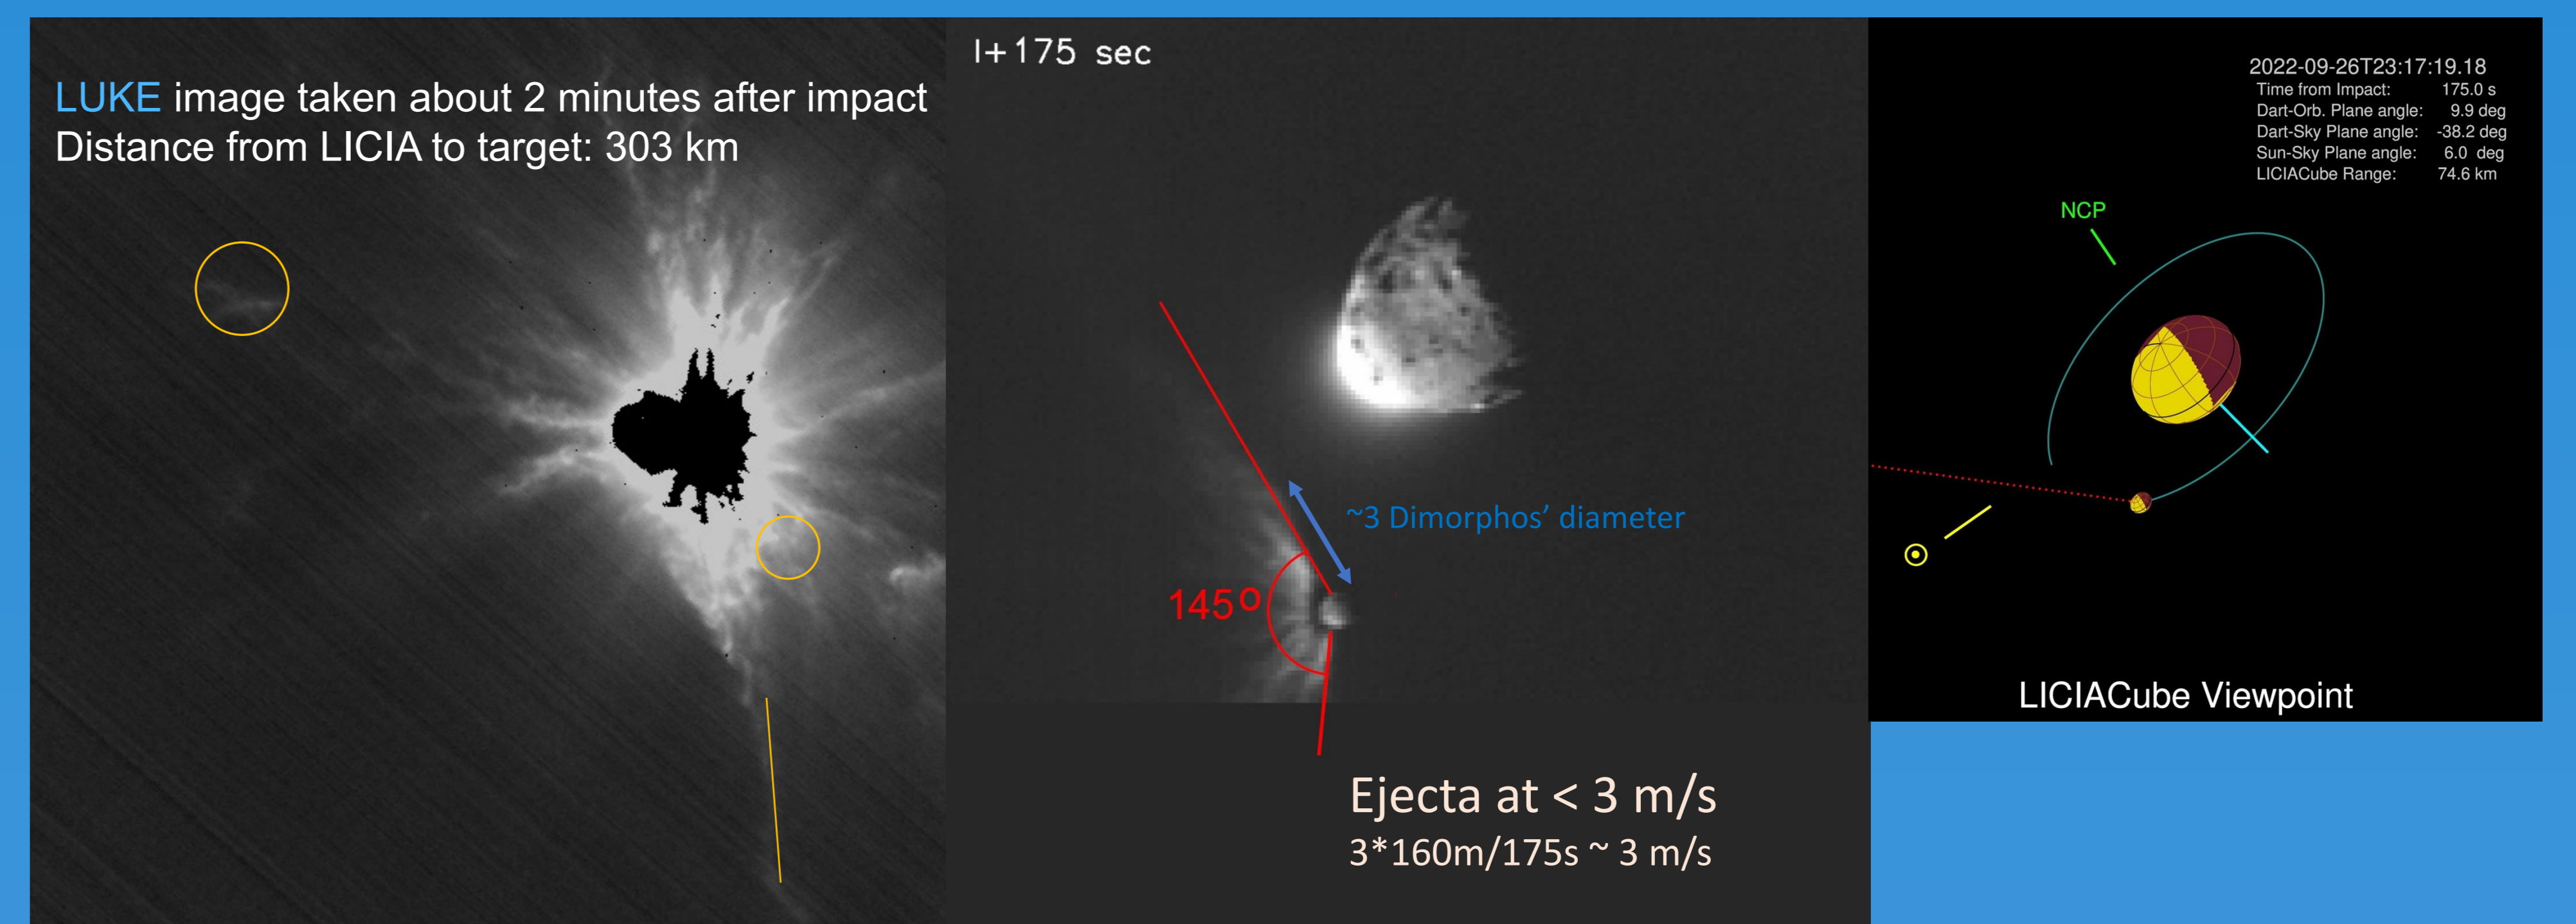 LUKE image taken about 2 minutes after impact
Distance from LICIA to target: 303 km
I+175 sec
~3 Dimorphos’ diameter
145º
Ejecta at < 3 m/s
3*160m/175s ~ 3 m/s
2022-09-26T23:17:19.18
Time from Impact: 175.0 s
Dart-Orb. Plane angle: 9.9 deg
Dart-Sky Plane angle: -38.2 deg
Sun-Sky Plane angle: 6.0 deg
LICIACube Range: 74.6 km
NCP
LICIACube Viewpoint